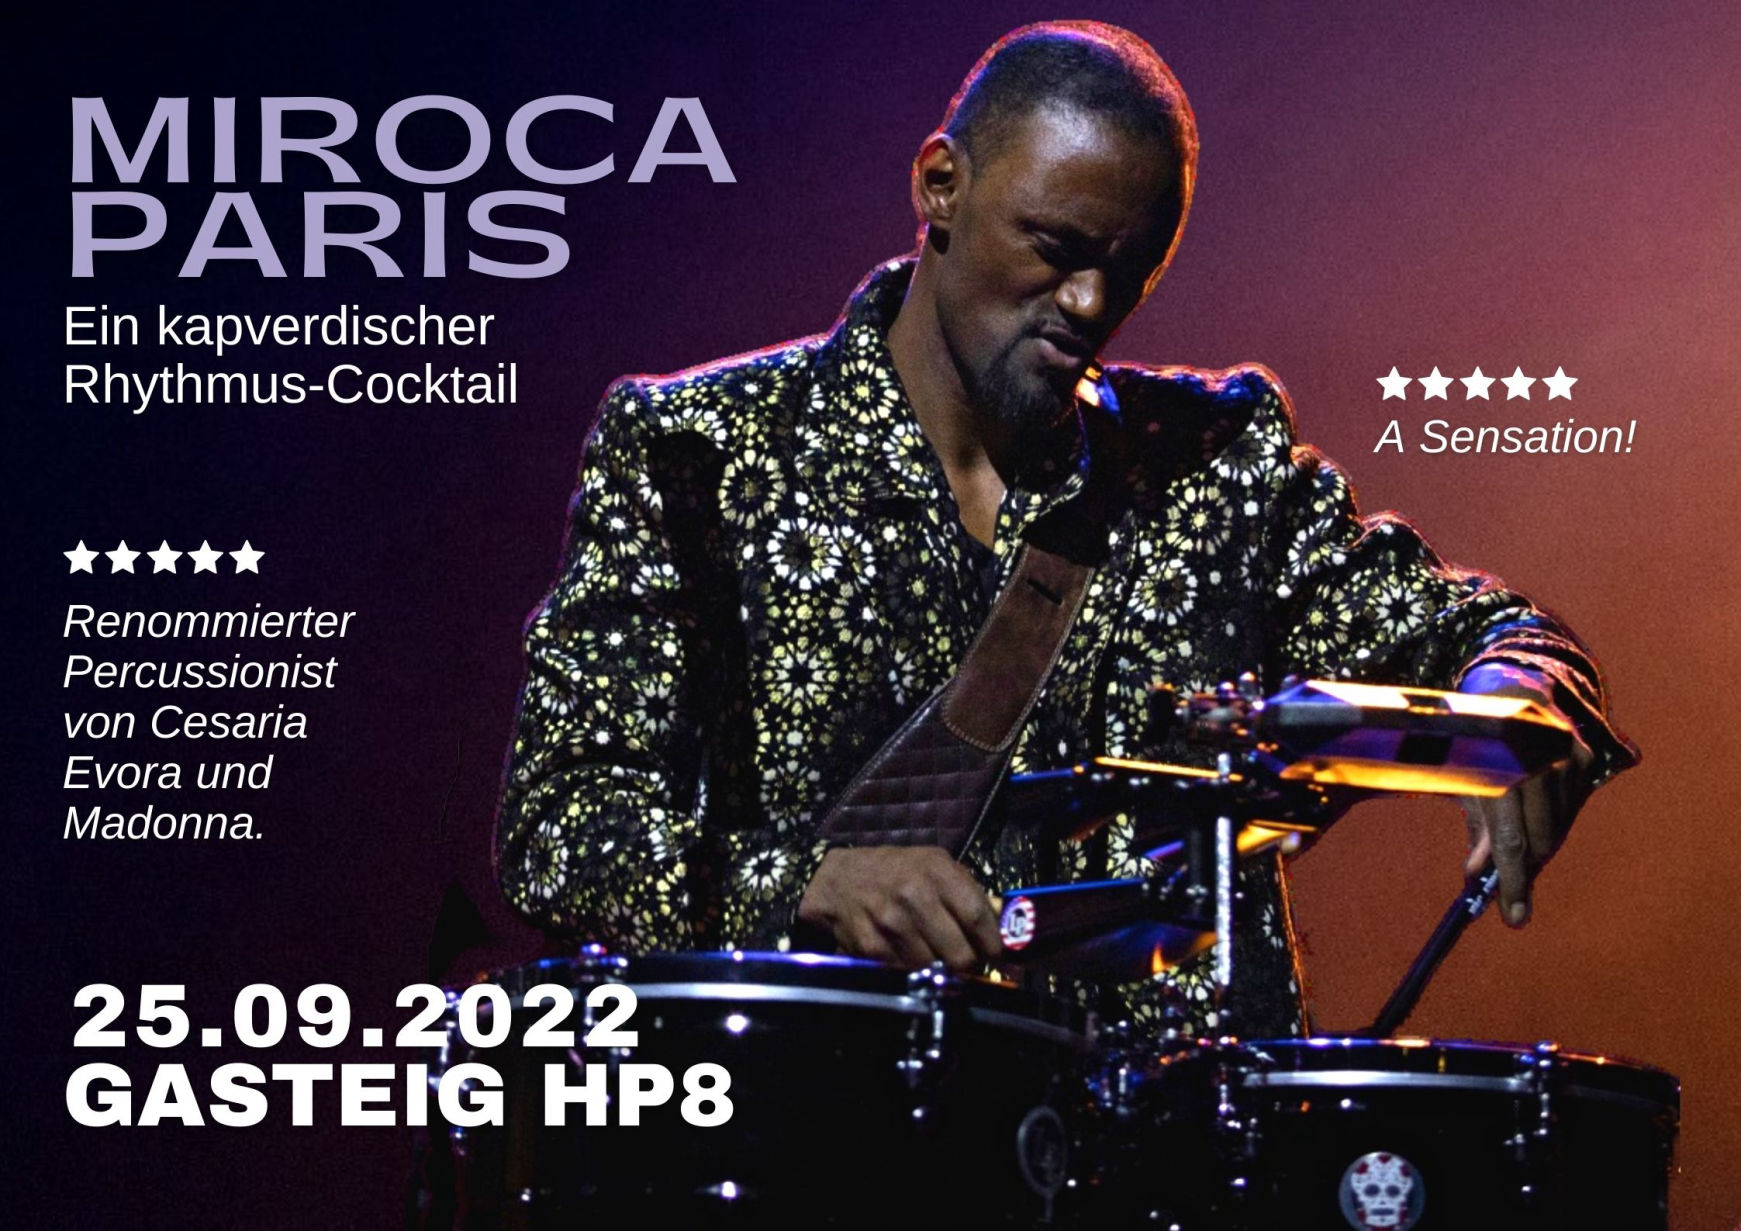 MIROCA
PARIS
Ein kapverdischer
Rhythmus-Cocktail
A Sensation!
Renommierter
Percussionist
von Cesaria
Evora und
Madonna.
LP
25.09.2022
GASTEIG HP8